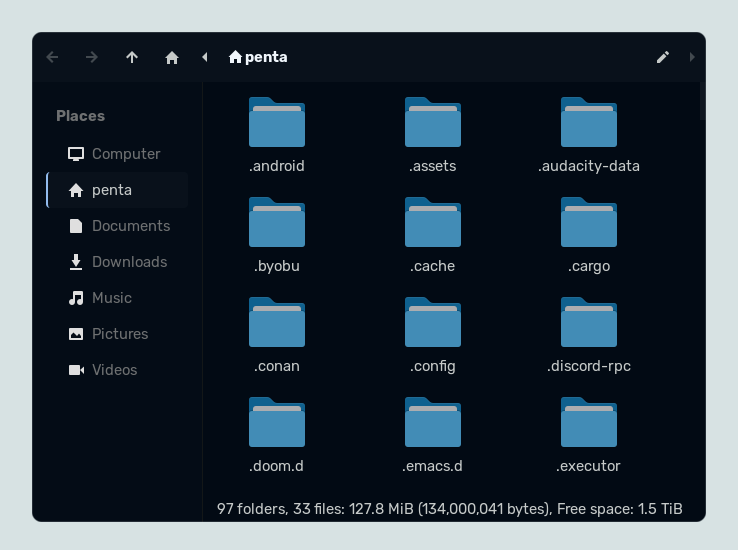 penta
Places
Computer
penta
Documents
Downloads
Music
Pictures
Videos
.android .assets .audacity-data
.byobu .cache .cargo
.conan .config .discord-rpc
.doom.d .emacs.d .executor
97 folders, 33 files: 127.8 MiB (134,000,041 bytes), Free space: 1.5 TiB